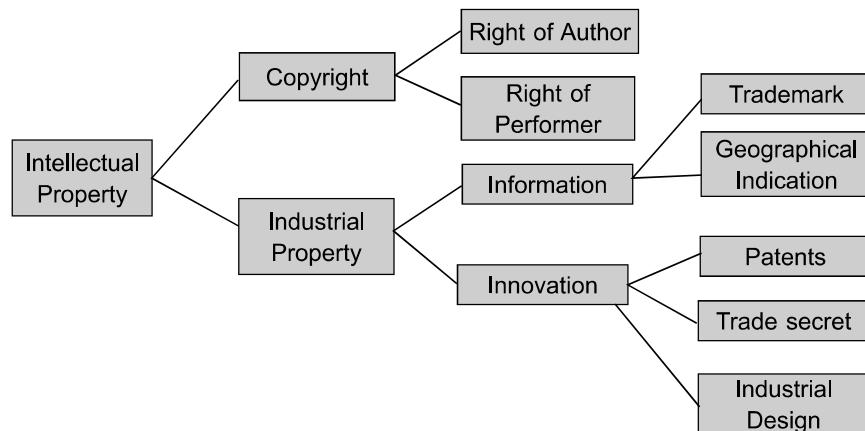 Right of Author
Copyright
Right of
Performer
Trademark
Intellectual
Property
Information
Geographical
Indication
Industrial
Property
Innovation
Patents
Trade secret
Industrial
Design